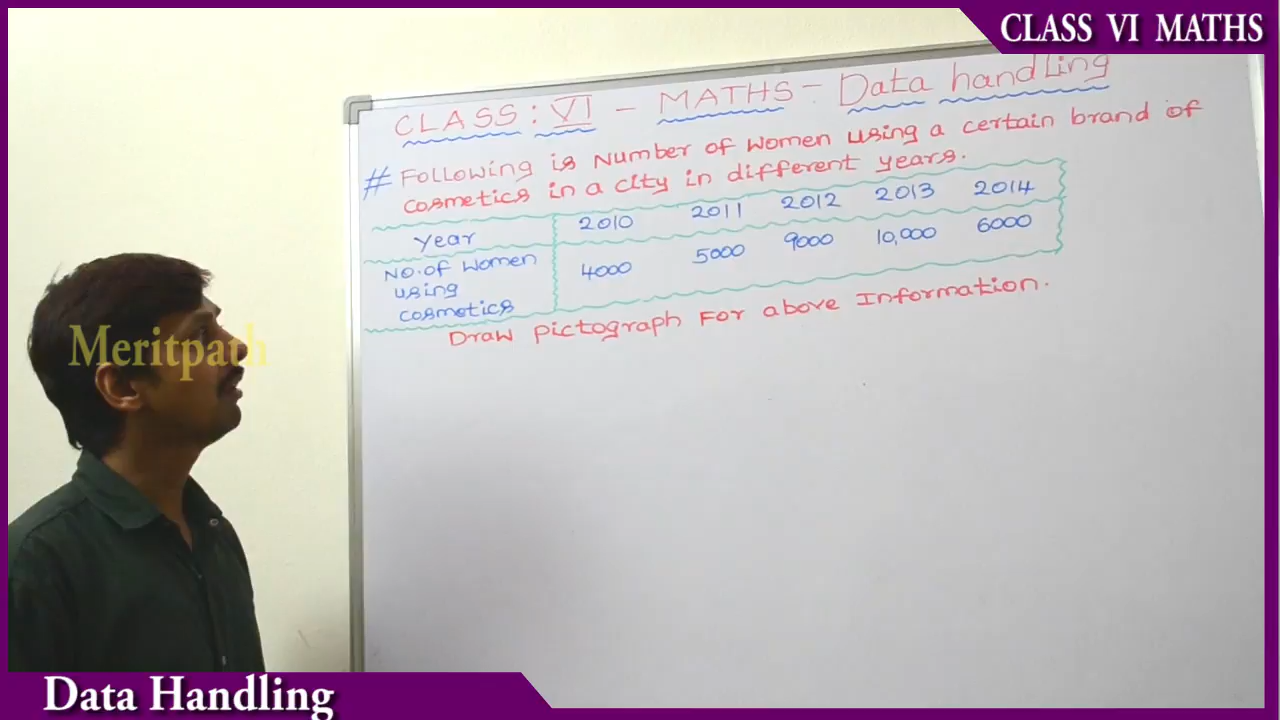 CLASS VI MATHS
CLASS : VI - MATHS - Data handling
# Following is Number of Women using a certain brand of
cosmetics in a city in different years.
Year 2010 2011 2012 2013 2014
NO. of Women using cosmetics 4000 5000 9000 10,000 6000
Draw pictograph For above Information.
Meritpath
Data Handling